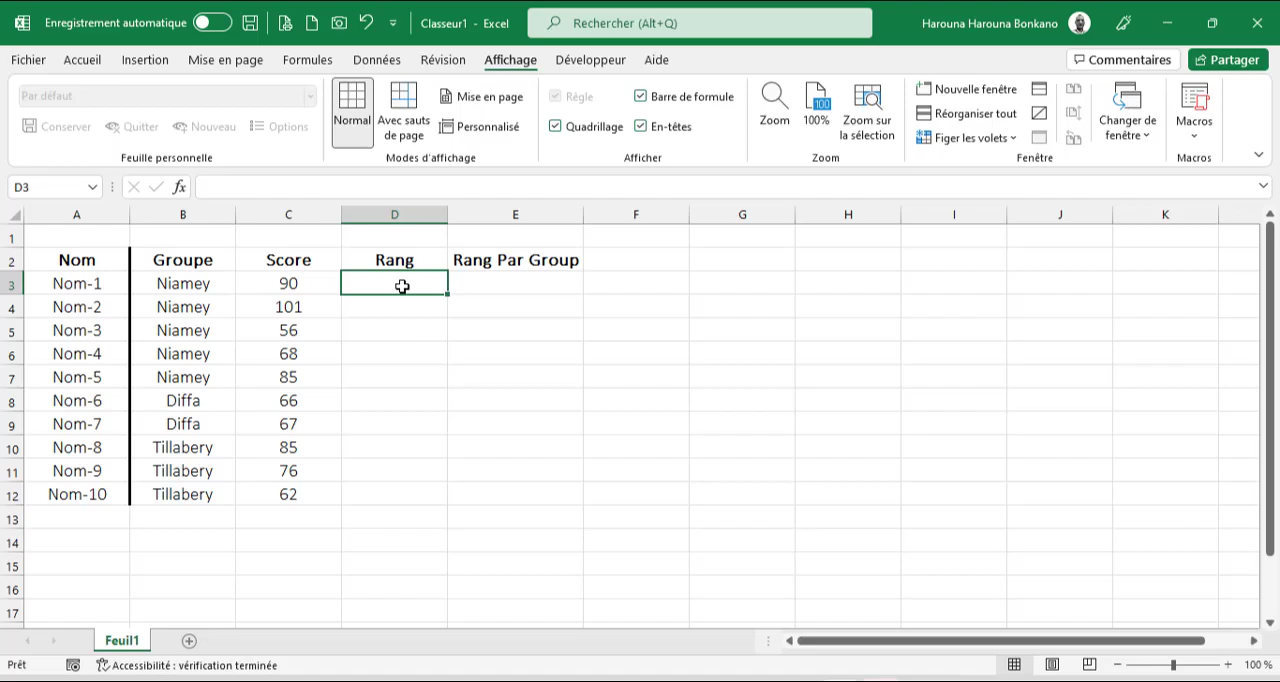 Enregistrement automatique Classeur1 - Excel Rechercher (Alt+Q) Harouna Harouna Bonkano
Fichier Accueil Insertion Mise en page Formules Données Révision Affichage Développeur Aide Commentaires Partager
Par défaut
Conserver Quitter Nouveau Options
Feuille personnelle
Normal
Avec sauts
de page
Mise en page
Personnalisé
Modes d'affichage
Règle
Barre de formule
Quadrillage
En-têtes
Afficher
Zoom
100
100%
Zoom sur
la sélection
Zoom
Nouvelle fenêtre
Réorganiser tout
Figer les volets
Changer de
fenêtre
Fenêtre
Macros
Macros
D3 fx
A B C D E F G H I J K
1
2 Nom Groupe Score Rang Rang Par Group
3 Nom-1 Niamey 90
4 Nom-2 Niamey 101
5 Nom-3 Niamey 56
6 Nom-4 Niamey 68
7 Nom-5 Niamey 85
8 Nom-6 Diffa 66
9 Nom-7 Diffa 67
10 Nom-8 Tillabery 85
11 Nom-9 Tillabery 76
12 Nom-10 Tillabery 62
13
14
15
16
17
Feuil1
Prêt Accessibilité : vérification terminée 100 %